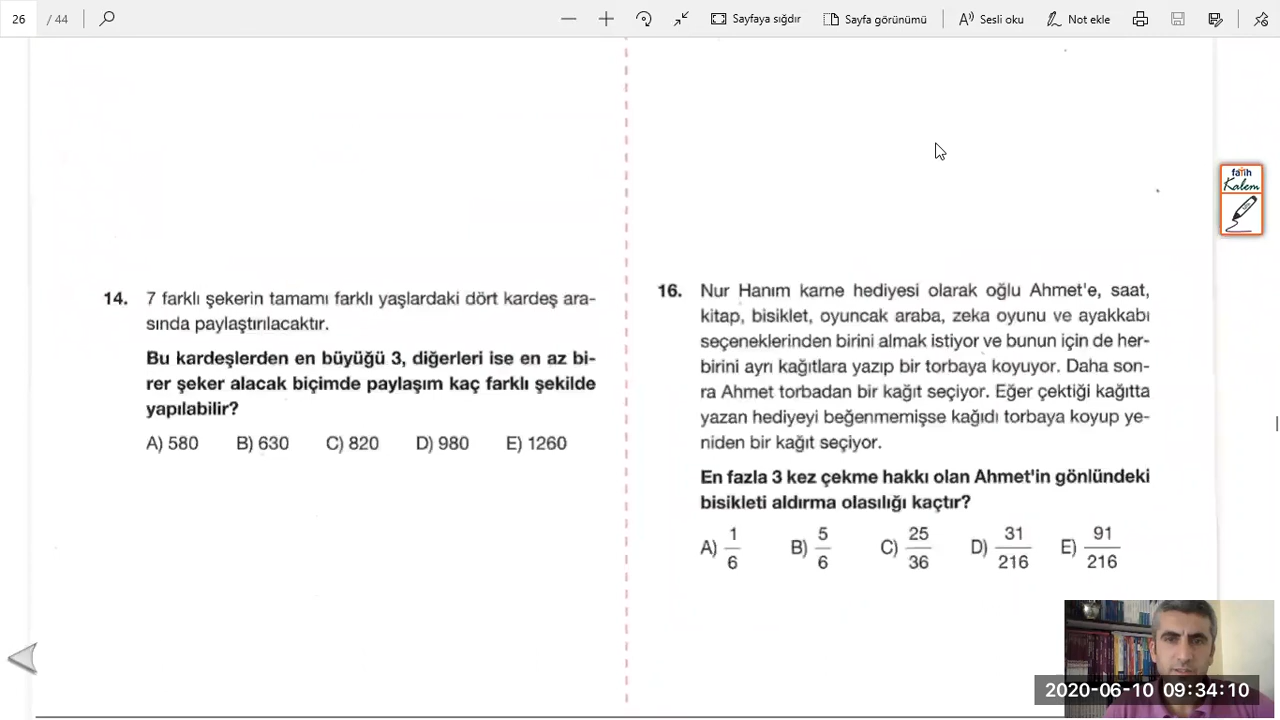 26 / 44 Sayfaya sığdır Sayfa görünümü Sesli oku Not ekle
fatih
Kalem
14. 7 farklı şekerin tamamı farklı yaşlardaki dört kardeş ara-
sında paylaştırılacaktır.
Bu kardeşlerden en büyüğü 3, diğerleri ise en az bi-
rer şeker alacak biçimde paylaşım kaç farklı şekilde
yapılabilir?
A) 580 B) 630 C) 820 D) 980 E) 1260
16. Nur Hanım karne hediyesi olarak oğlu Ahmet'e, saat,
kitap, bisiklet, oyuncak araba, zeka oyunu ve ayakkabı
seçeneklerinden birini almak istiyor ve bunun için de her-
birini ayrı kağıtlara yazıp bir torbaya koyuyor. Daha son-
ra Ahmet torbadan bir kağıt seçiyor. Eğer çektiği kağıtta
yazan hediyeyi beğenmemişse kağıdı torbaya koyup ye-
niden bir kağıt seçiyor.
En fazla 3 kez çekme hakkı olan Ahmet'in gönlündeki
bisikleti aldırma olasılığı kaçtır?
A) 1/6 B) 5/6 C) 25/36 D) 31/216 E) 91/216
2020-06-10 09:34:10